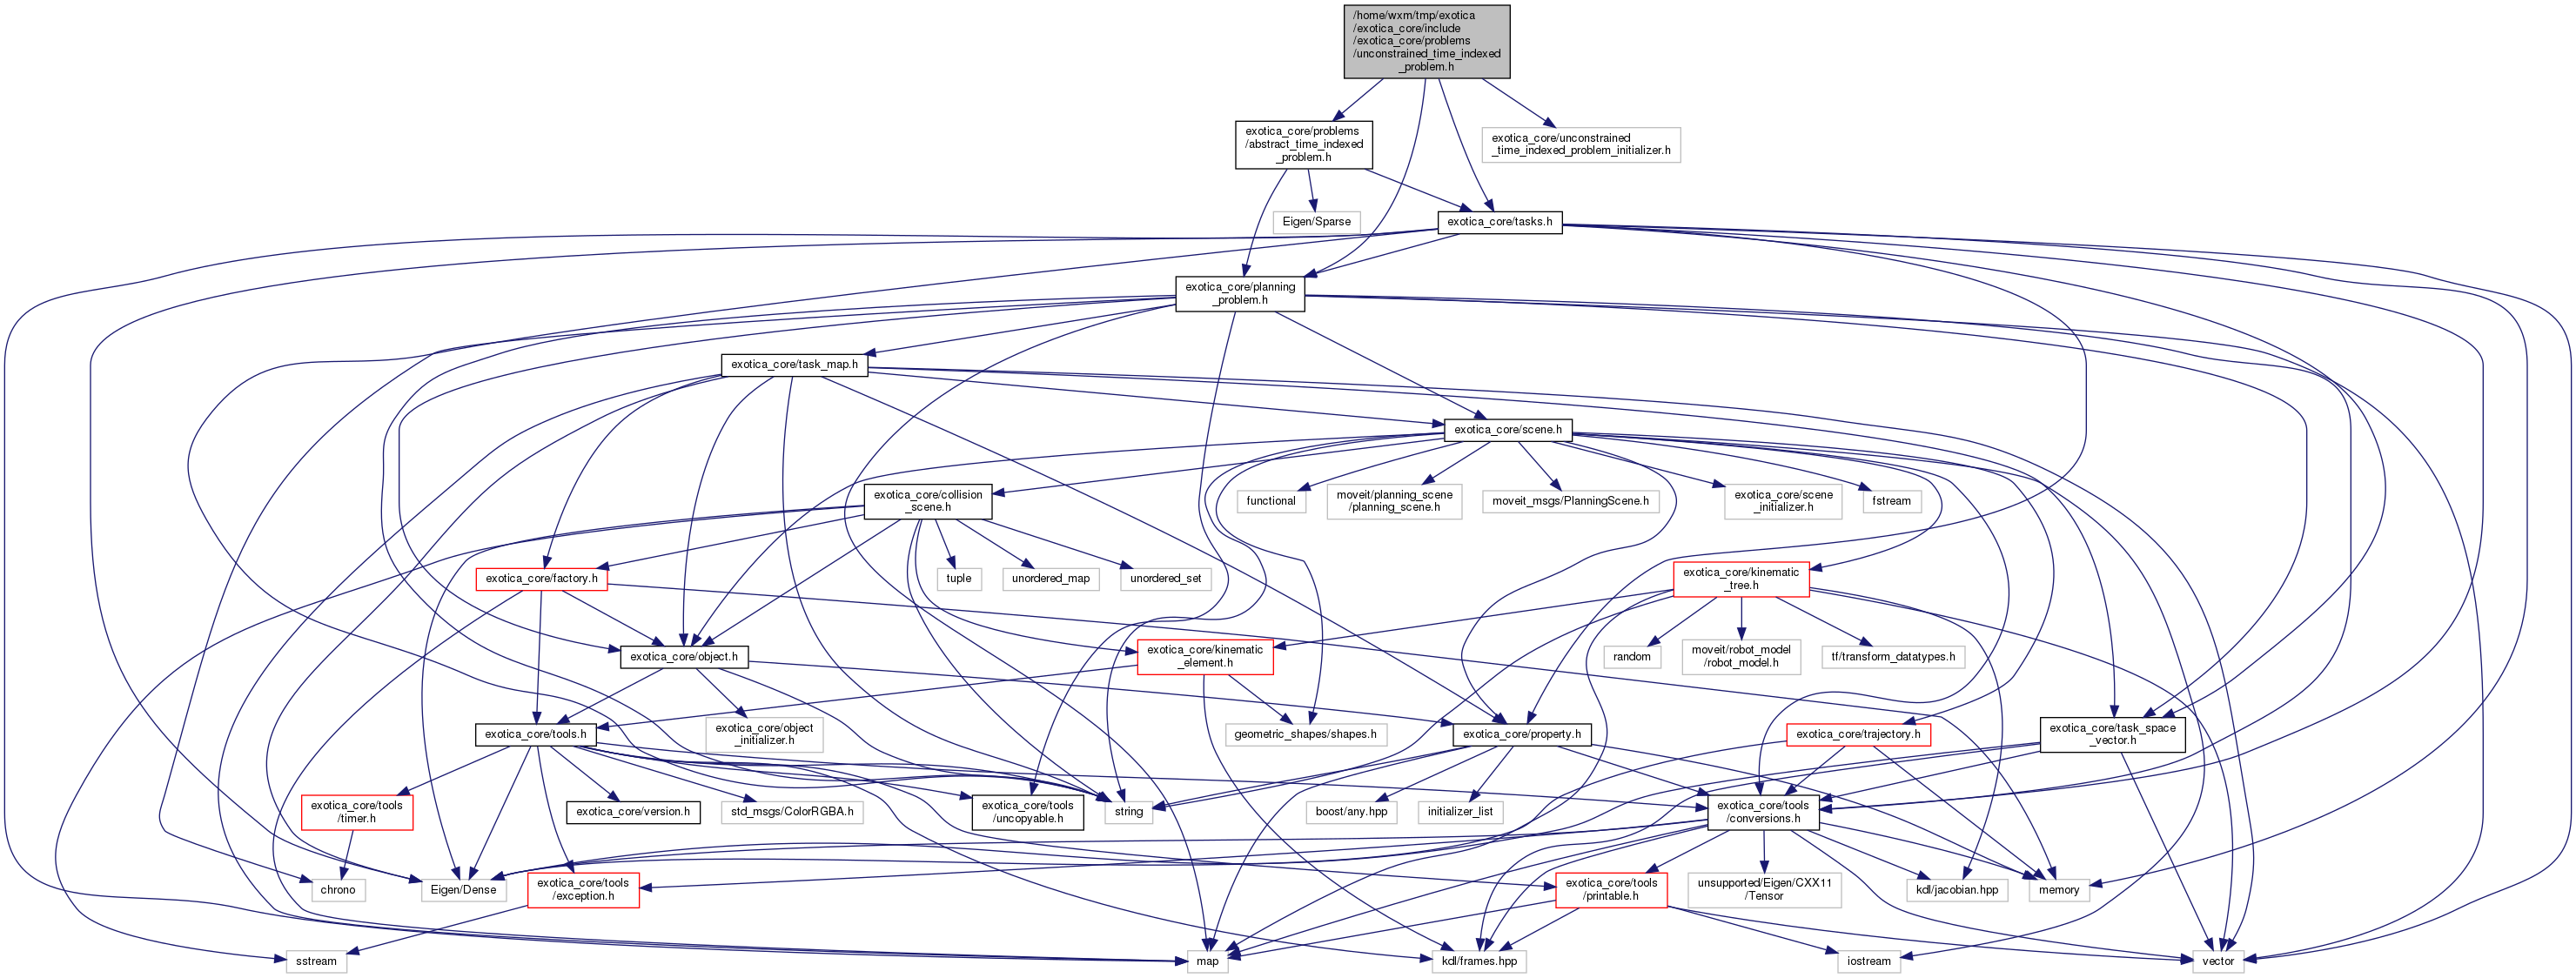 /home/wxm/tmp/exotica
/exotica_core/include
/exotica_core/problems
/unconstrained_time_indexed
_problem.h
exotica_core/problems
/abstract_time_indexed
_problem.h
exotica_core/unconstrained
_time_indexed_problem_initializer.h
Eigen/Sparse
exotica_core/tasks.h
exotica_core/planning
_problem.h
exotica_core/task_map.h
exotica_core/scene.h
exotica_core/collision
_scene.h
functional
moveit/planning_scene
/planning_scene.h
moveit_msgs/PlanningScene.h
exotica_core/scene
_initializer.h
fstream
exotica_core/factory.h
tuple
unordered_map
unordered_set
exotica_core/kinematic
_tree.h
exotica_core/object.h
exotica_core/kinematic
_element.h
random
moveit/robot_model
/robot_model.h
tf/transform_datatypes.h
exotica_core/tools.h
exotica_core/object
_initializer.h
geometric_shapes/shapes.h
exotica_core/property.h
exotica_core/trajectory.h
exotica_core/task_space
_vector.h
exotica_core/tools
/timer.h
exotica_core/version.h
std_msgs/ColorRGBA.h
exotica_core/tools
/uncopyable.h
string
boost/any.hpp
initializer_list
exotica_core/tools
/conversions.h
chrono
Eigen/Dense
exotica_core/tools
/exception.h
exotica_core/tools
/printable.h
unsupported/Eigen/CXX11
/Tensor
kdl/jacobian.hpp
memory
sstream
map
kdl/frames.hpp
iostream
vector